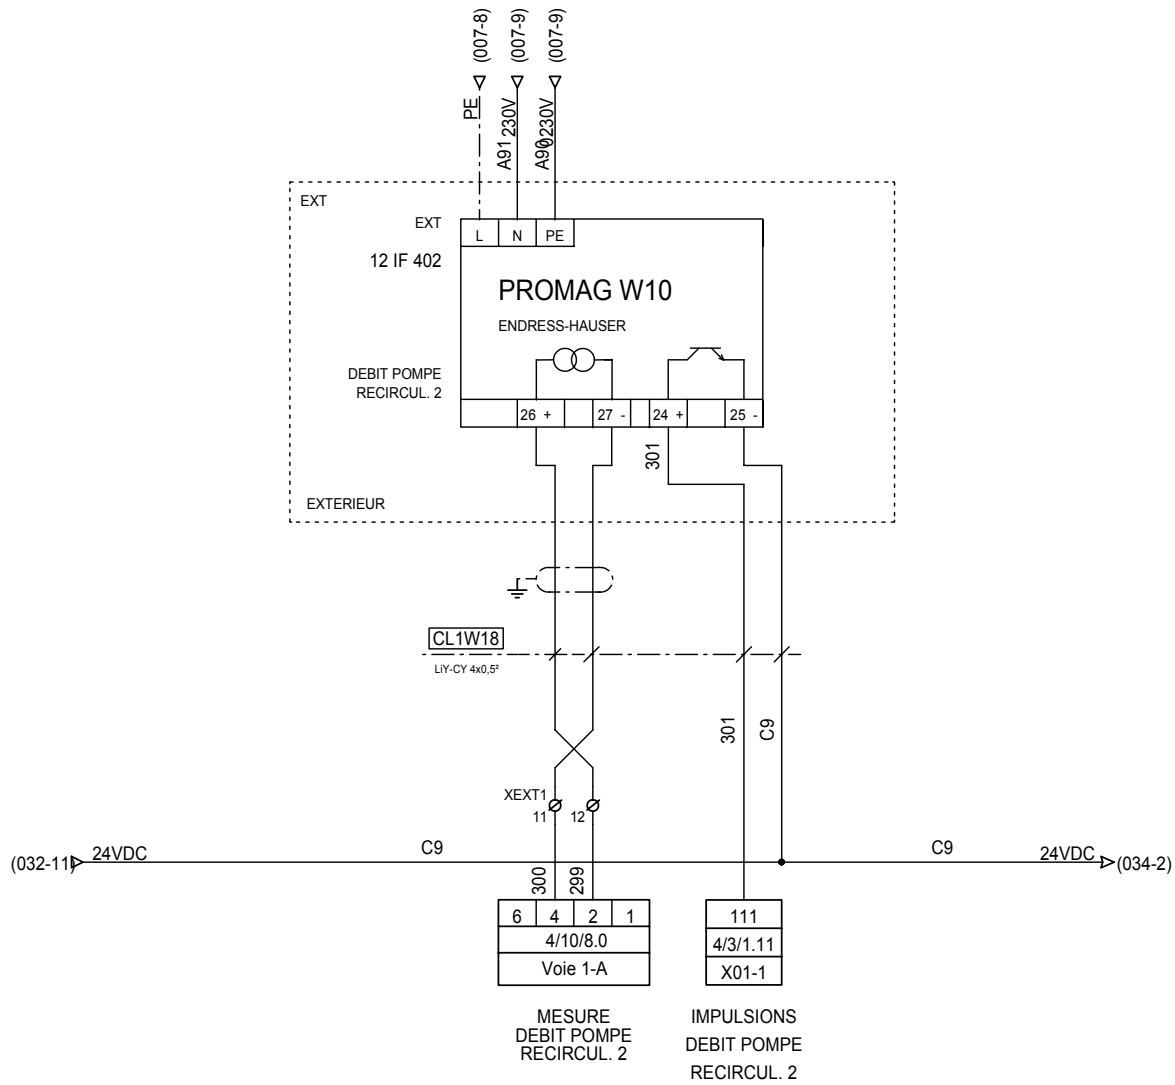 (007-8)
(007-9)
(007-9)
PE
A91 230V
A90 0230V
EXT
EXT
L N PE
12 IF 402
PROMAG W10
ENDRESS-HAUSER
DEBIT POMPE
RECIRCUL. 2
26 + 27 - 24 + 25 -
301
EXTERIEUR
CL1W18
LiY-CY 4x0,5²
301
C9
XEXT1
11 12
(032-11) 24VDC C9 C9 24VDC (034-2)
300
299
6 4 2 1
4/10/8.0
Voie 1-A
111
4/3/1.11
X01-1
MESURE
DEBIT POMPE
RECIRCUL. 2
IMPULSIONS
DEBIT POMPE
RECIRCUL. 2